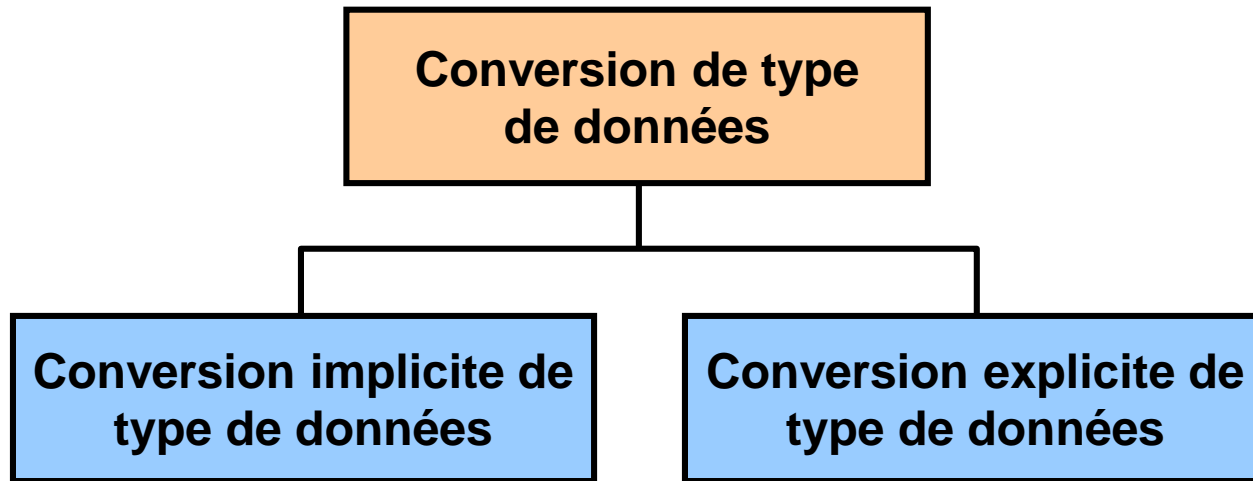 Conversion de type
de données
Conversion implicite de
type de données
Conversion explicite de
type de données